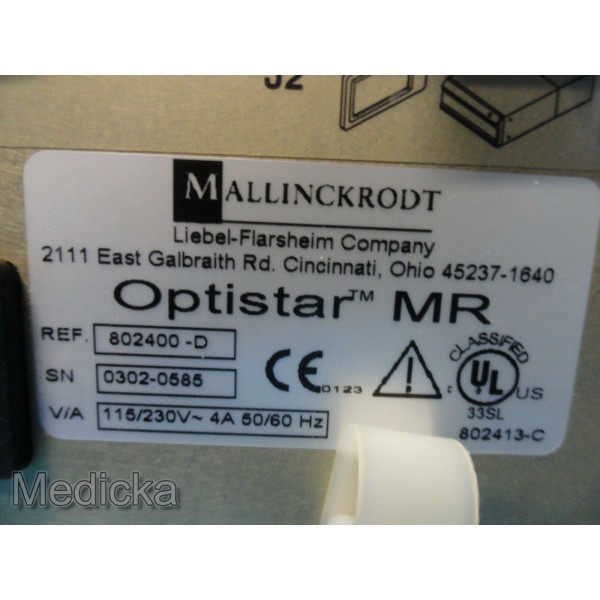 J2
MALLINCKRODT
Liebel-Flarsheim Company
2111 East Galbraith Rd. Cincinnati, Ohio 45237-1640
Optistar™ MR
REF. 802400 -D
SN 0302-0585
V/A 115/230V~ 4A 50/60 Hz
CE 0123
CLASSIFIED
UL
C US
33SL
802413-C
Medicka